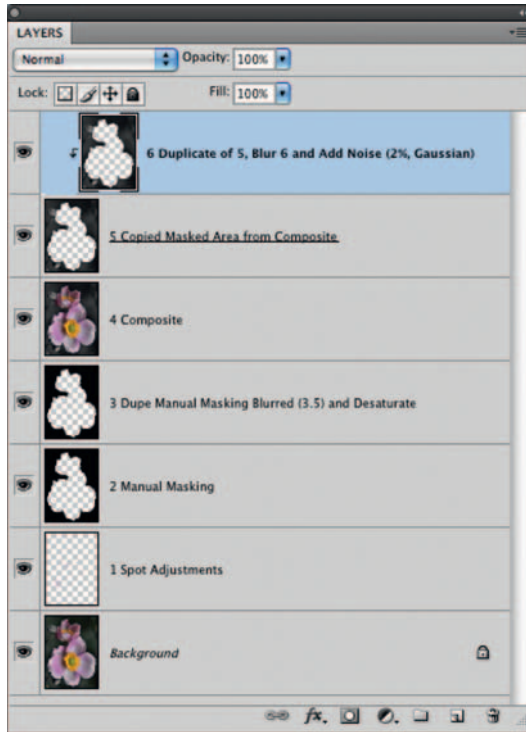 LAYERS
Normal Opacity: 100%
Lock: Fill: 100%
6 Duplicate of 5, Blur 6 and Add Noise (2%, Gaussian)
5 Copied Masked Area from Composite
4 Composite
3 Dupe Manual Masking Blurred (3.5) and Desaturate
2 Manual Masking
1 Spot Adjustments
Background
fx.